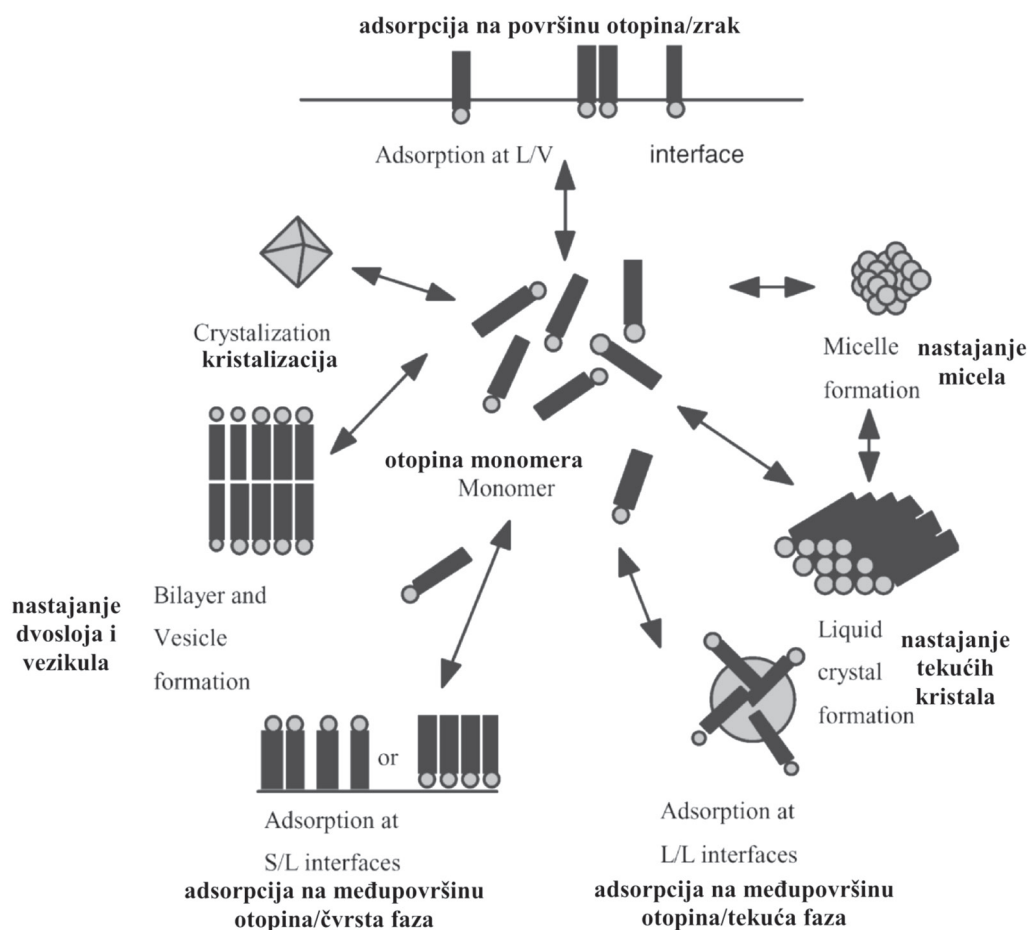 adsorpcija na površinu otopina/zrak
Adsorption at L/V interface
Crystalization
kristalizacija
Micelle
formation
nastajanje
micela
otopina monomera
Monomer
nastajanje
dvosloja i
vezikula
Bilayer and
Vesicle
formation
Liquid
crystal
formation
nastajanje
tekućih
kristala
or
Adsorption at
S/L interfaces
adsorpcija na međupovršinu
otopina/čvrsta faza
Adsorption at
L/L interfaces
adsorpcija na međupovršinu
otopina/tekuća faza